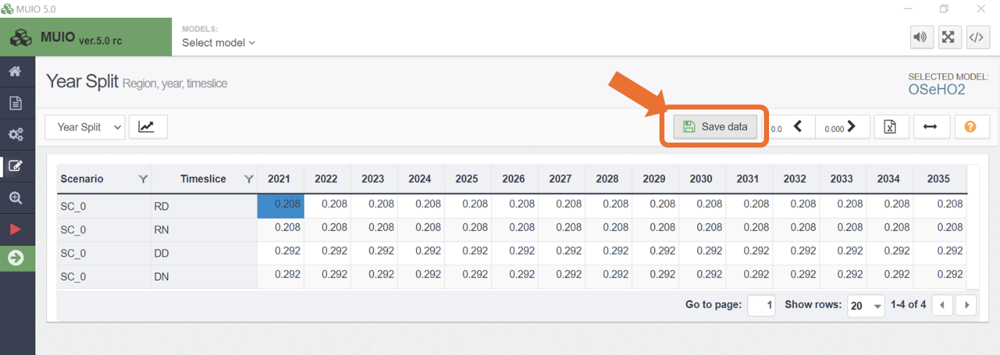 MUIO 5.0
MUIO ver.5.0 rc
MODELS:
Select model
Year Split Region, year, timeslice
SELECTED MODEL:
OSeHO2
Year Split
Save data
0.0
0.000
Scenario Timeslice 2021 2022 2023 2024 2025 2026 2027 2028 2029 2030 2031 2032 2033 2034 2035
SC_0 RD 0.208 0.208 0.208 0.208 0.208 0.208 0.208 0.208 0.208 0.208 0.208 0.208 0.208 0.208 0.208
SC_0 RN 0.208 0.208 0.208 0.208 0.208 0.208 0.208 0.208 0.208 0.208 0.208 0.208 0.208 0.208 0.208
SC_0 DD 0.292 0.292 0.292 0.292 0.292 0.292 0.292 0.292 0.292 0.292 0.292 0.292 0.292 0.292 0.292
SC_0 DN 0.292 0.292 0.292 0.292 0.292 0.292 0.292 0.292 0.292 0.292 0.292 0.292 0.292 0.292 0.292
Go to page: 1 Show rows: 20 1-4 of 4